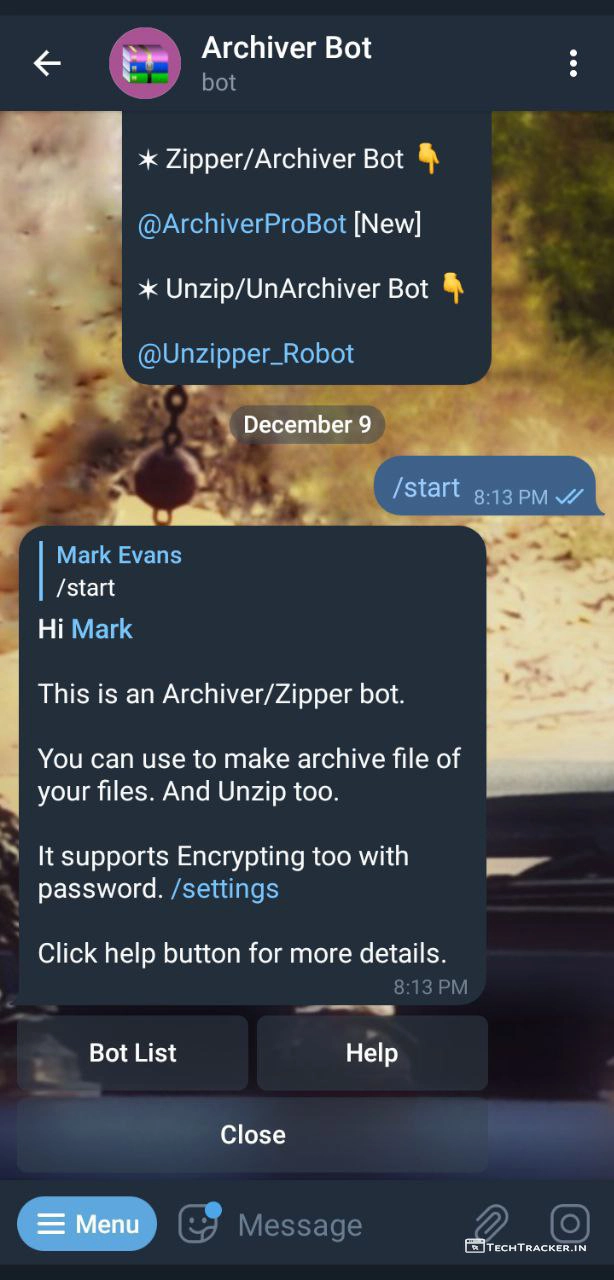 Archiver Bot
bot
✶ Zipper/Archiver Bot 👇
@ArchiverProBot [New]
✶ Unzip/UnArchiver Bot 👇
@Unzipper_Robot
December 9
/start 8:13 PM
Mark Evans
/start
Hi Mark
This is an Archiver/Zipper bot.
You can use to make archive file of
your files. And Unzip too.
It supports Encrypting too with
password. /settings
Click help button for more details.
8:13 PM
Bot List
Help
Close
Menu
Message
TECHTRACKER.IN